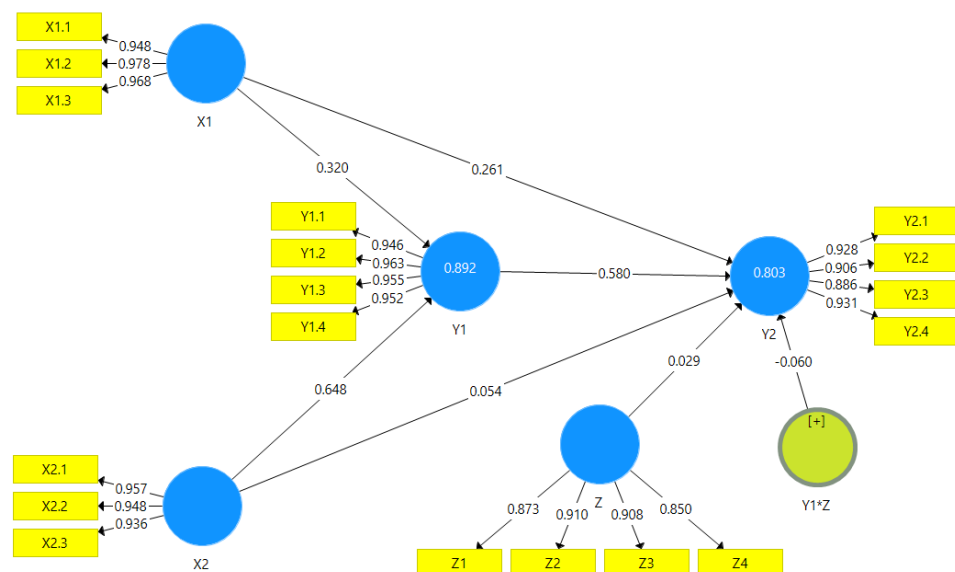 X1.1
0.948
X1.2
0.978
X1.3
0.968
X1
0.320
0.261
Y1.1
0.946
Y1.2
0.963
Y1.3
0.955
Y1.4
0.952
0.892
Y1
0.580
0.803
Y2
Y2.1
0.928
Y2.2
0.906
Y2.3
0.886
Y2.4
0.931
0.648
0.054
0.029
-0.060
[+]
Y1*Z
X2.1
0.957
X2.2
0.948
X2.3
0.936
X2
Z
0.873
0.910
0.908
0.850
Z1
Z2
Z3
Z4